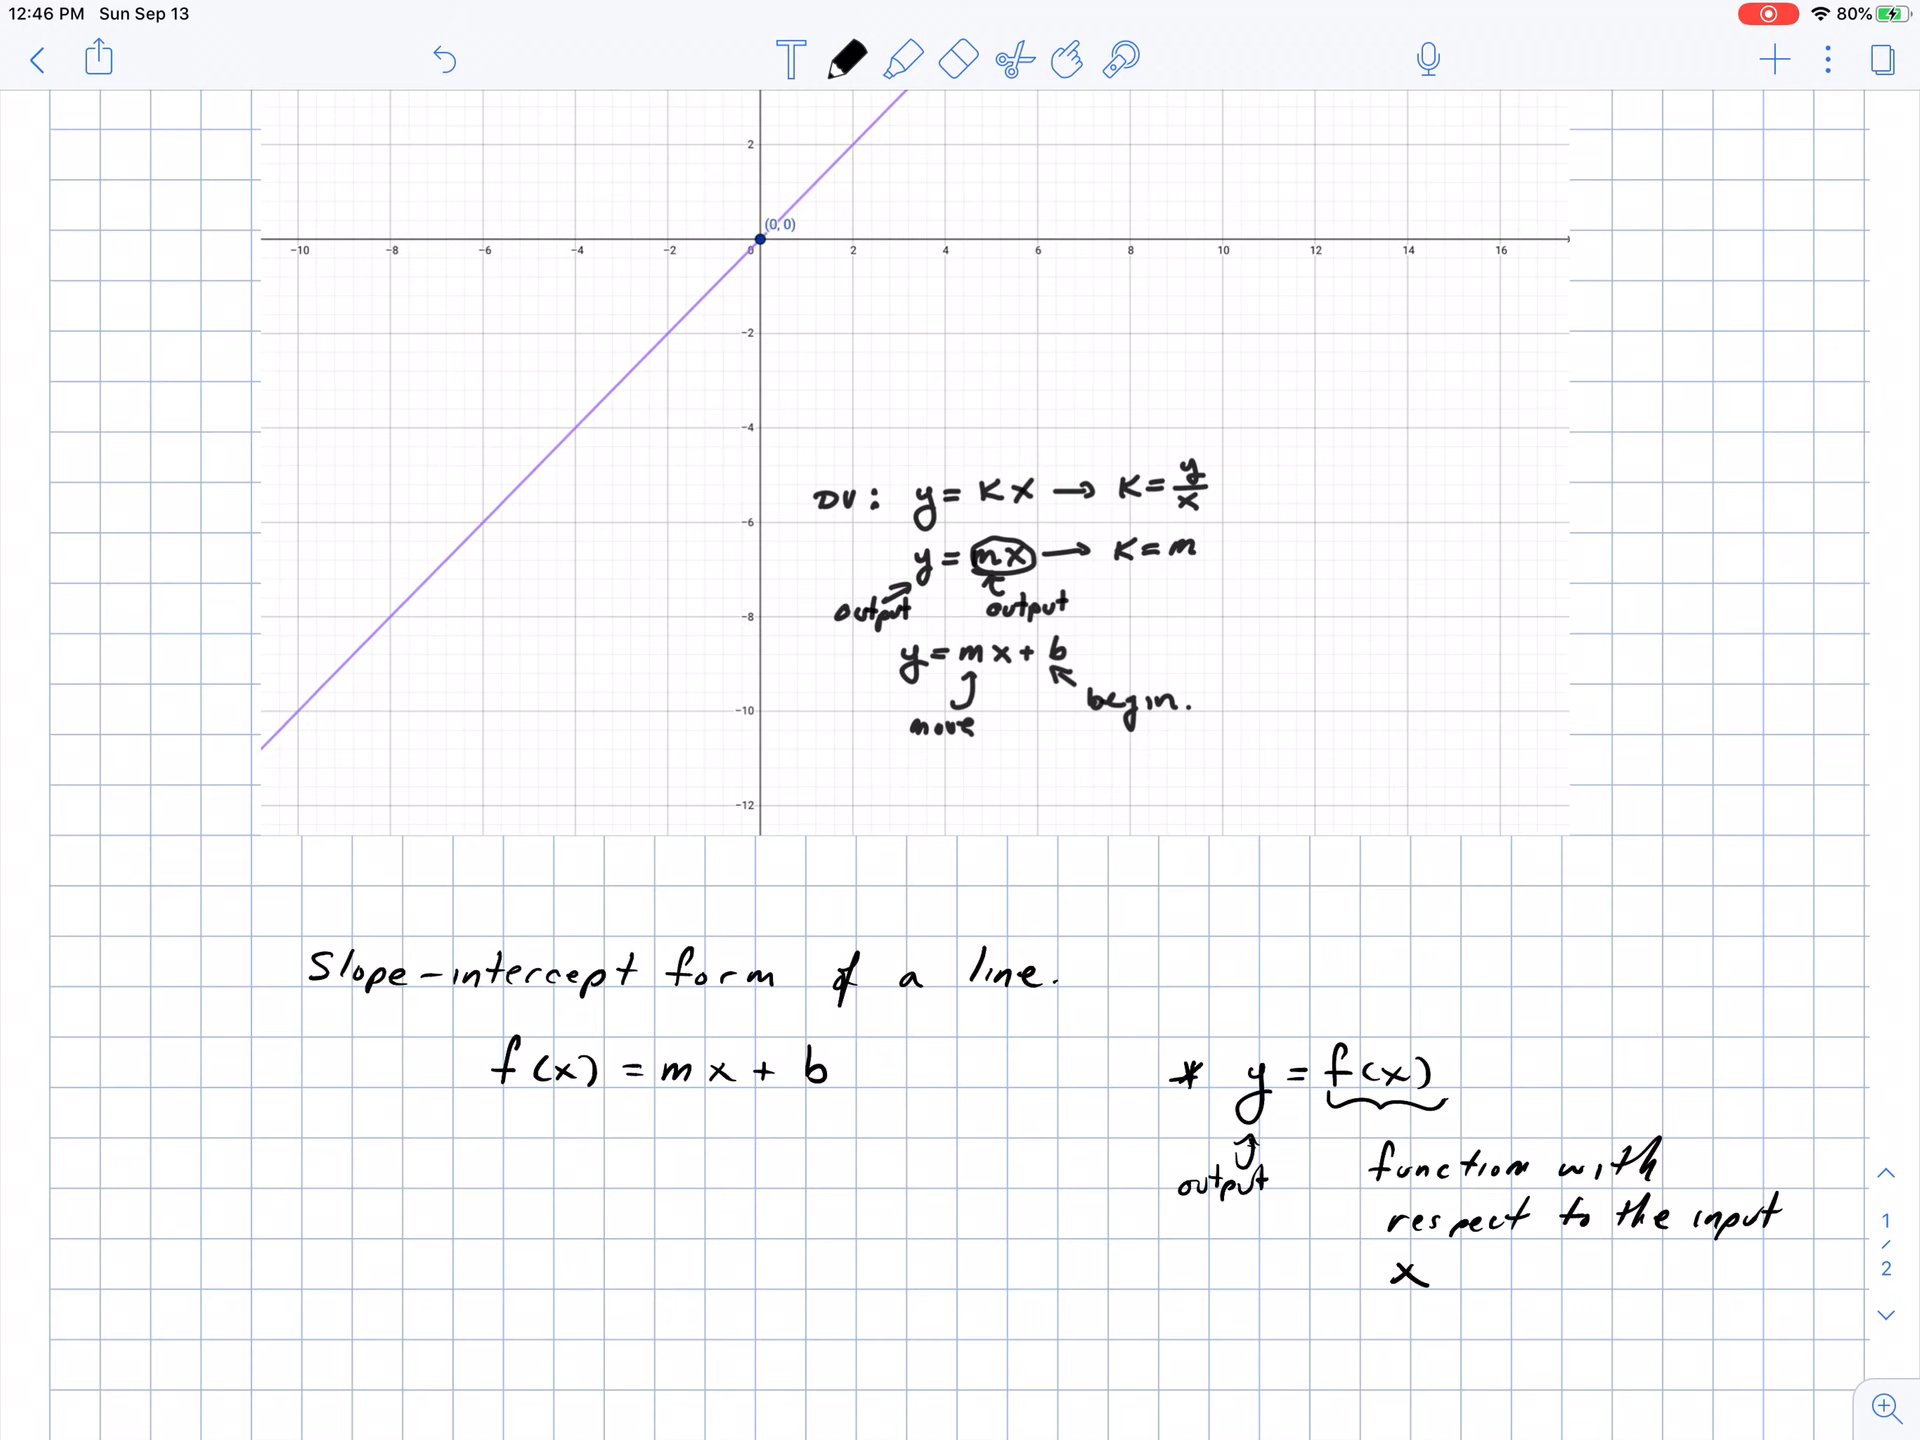 12:46 PM Sun Sep 13
80%
2
(0, 0)
-10 -8 -6 -4 -2 0 2 4 6 8 10 12 14 16
-2
-4
DV: y = Kx → K = y/x
-6
y = mx → K = m
output output
-8
y = mx + b
begin.
-10
move
-12
Slope-intercept form of a line.
f(x) = mx + b
* y = f(x)
output
function with
respect to the input
x
1
/
2